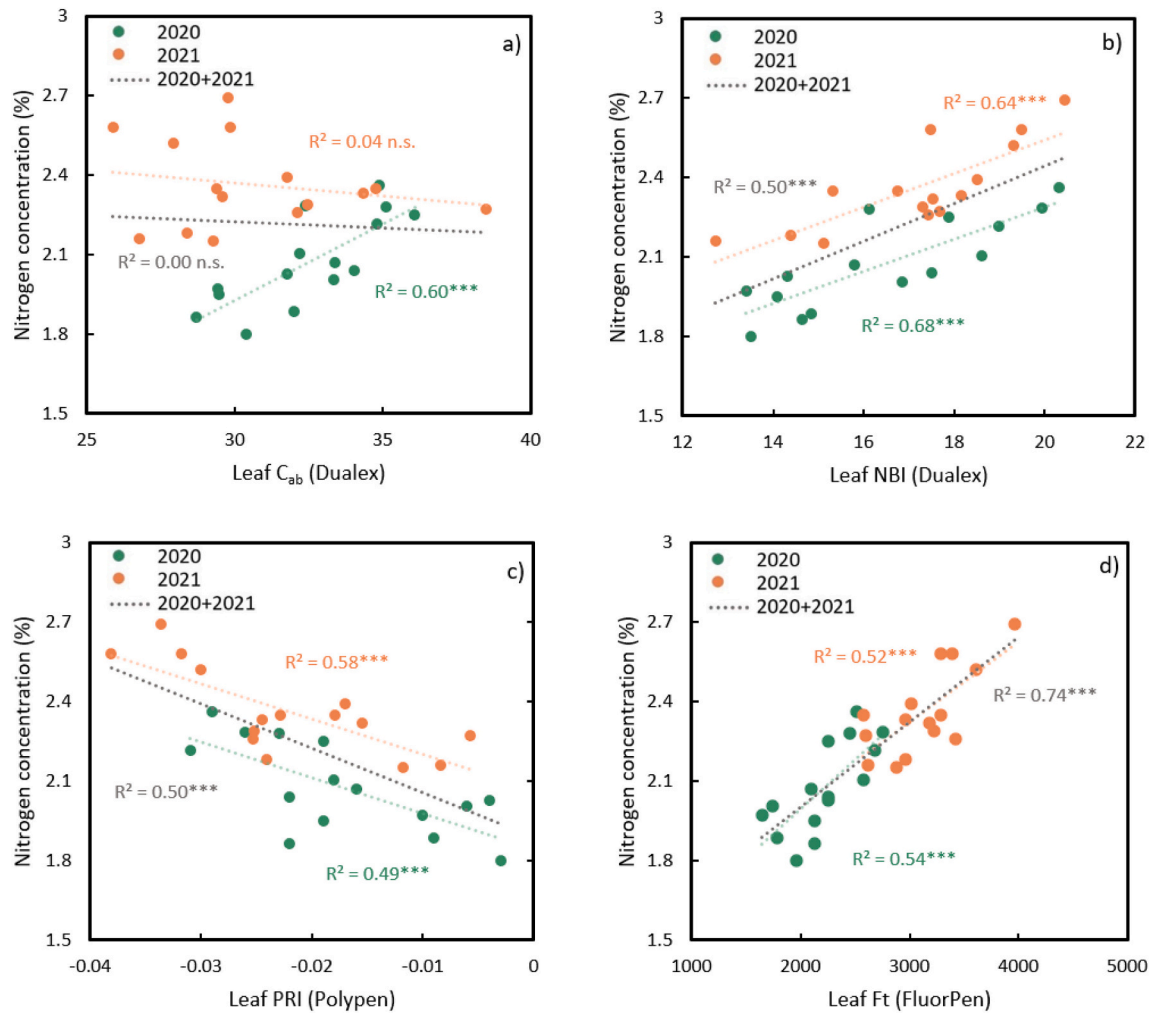 a)
2020
2021
2020+2021
3
2.7
2.4
2.1
1.8
1.5
Nitrogen concentration (%)
R² = 0.04 n.s.
R² = 0.00 n.s.
R² = 0.60***
25
30
35
40
Leaf Cab (Dualex)
b)
2020
2021
2020+2021
3
2.7
2.4
2.1
1.8
1.5
Nitrogen concentration (%)
R² = 0.64***
R² = 0.50***
R² = 0.68***
12
14
16
18
20
22
Leaf NBI (Dualex)
c)
2020
2021
2020+2021
3
2.7
2.4
2.1
1.8
1.5
Nitrogen concentration (%)
R² = 0.58***
R² = 0.50***
R² = 0.49***
-0.04
-0.03
-0.02
-0.01
0
Leaf PRI (Polypen)
d)
2020
2021
2020+2021
3
2.7
2.4
2.1
1.8
1.5
Nitrogen concentration (%)
R² = 0.52***
R² = 0.74***
R² = 0.54***
1000
2000
3000
4000
5000
Leaf Ft (FluorPen)